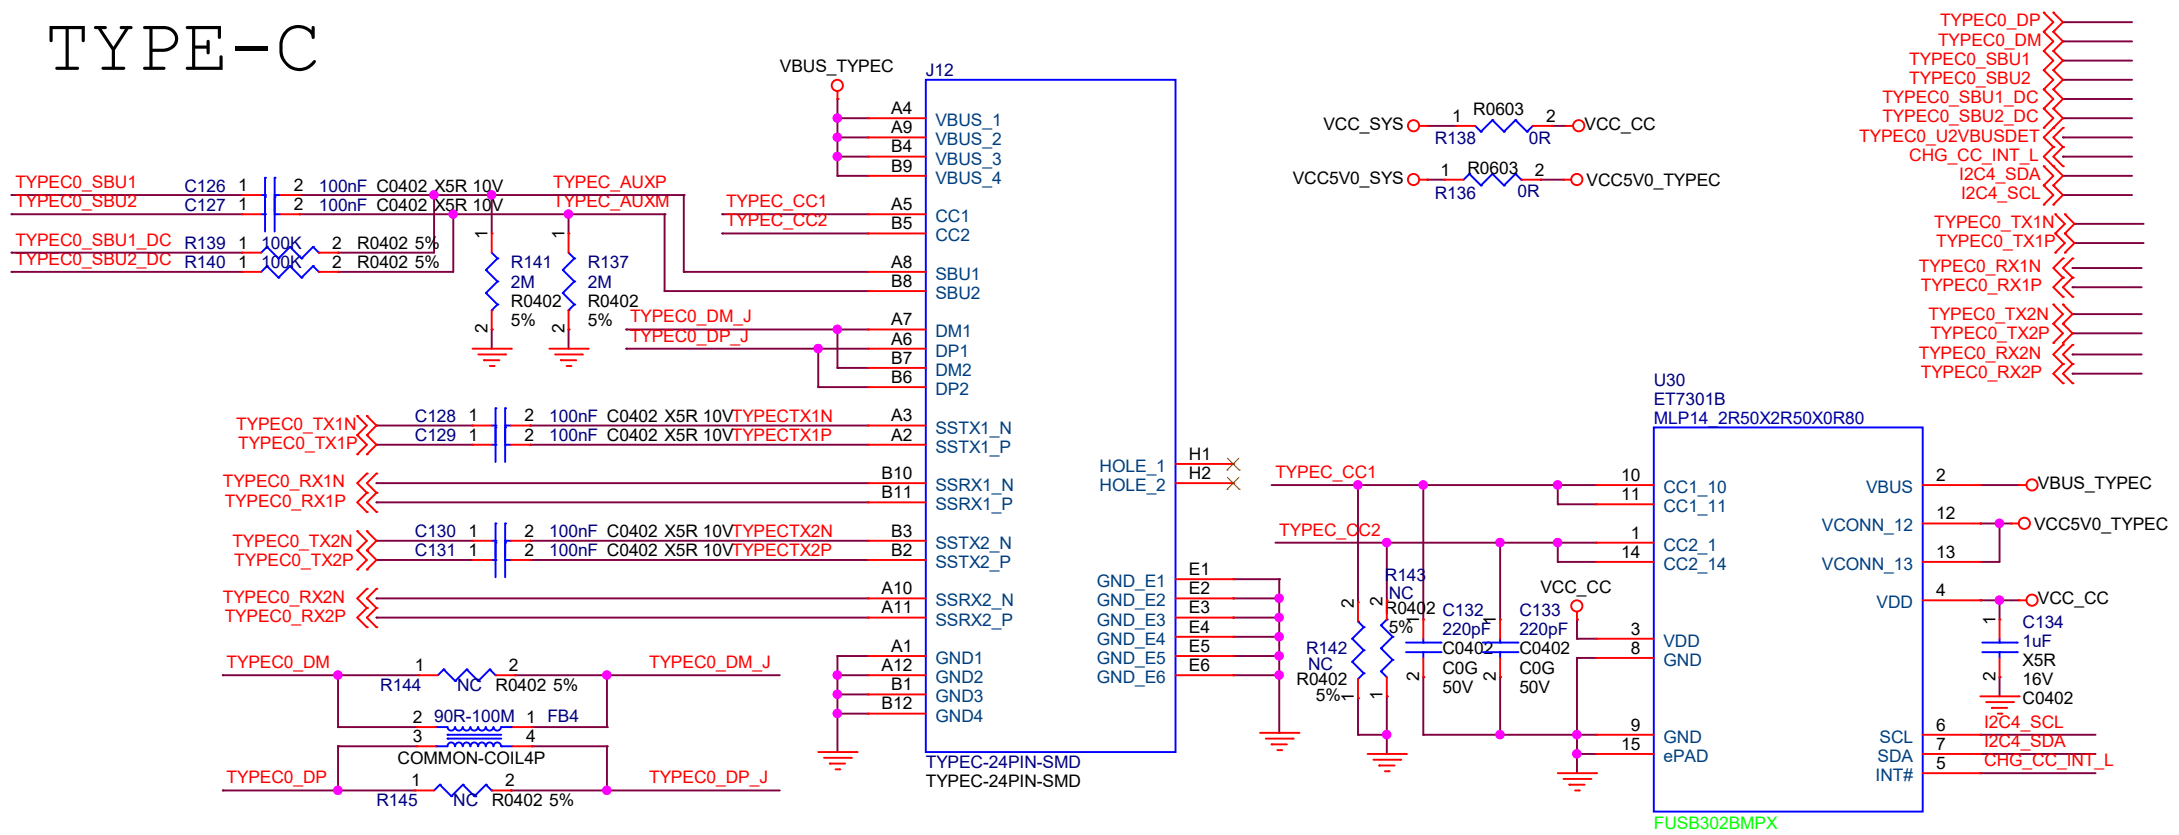 TYPE-C
VBUS_TYPEC
J12
A4 VBUS_1
A9 VBUS_2
B4 VBUS_3
B9 VBUS_4
TYPEC0_SBU1 C126 1 2 100nF C0402 X5R 10V TYPEC_AUXP
TYPEC0_SBU2 C127 1 2 100nF C0402 X5R 10V TYPEC_AUXM
TYPEC0_SBU1_DC R139 1 100K 2 R0402 5%
TYPEC0_SBU2_DC R140 1 100K 2 R0402 5%
1 R141 2M R0402 5% 2
1 R137 2M R0402 5% 2
TYPEC_CC1 A5 CC1
TYPEC_CC2 B5 CC2
A8 SBU1
B8 SBU2
TYPEC0_DM_J A7 DM1
TYPEC0_DP_J A6 DP1
B7 DM2
B6 DP2
TYPEC0_TX1N C128 1 2 100nF C0402 X5R 10V TYPECTX1N A3 SSTX1_N
TYPEC0_TX1P C129 1 2 100nF C0402 X5R 10V TYPECTX1P A2 SSTX1_P
TYPEC0_RX1N B10 SSRX1_N
TYPEC0_RX1P B11 SSRX1_P
TYPEC0_TX2N C130 1 2 100nF C0402 X5R 10V TYPECTX2N B3 SSTX2_N
TYPEC0_TX2P C131 1 2 100nF C0402 X5R 10V TYPECTX2P B2 SSTX2_P
TYPEC0_RX2N A10 SSRX2_N
TYPEC0_RX2P A11 SSRX2_P
A1 GND1
A12 GND2
B1 GND3
B12 GND4
HOLE_1 H1
HOLE_2 H2
GND_E1 E1
GND_E2 E2
GND_E3 E3
GND_E4 E4
GND_E5 E5
GND_E6 E6
TYPEC-24PIN-SMD
TYPEC-24PIN-SMD
TYPEC0_DM 1 2 TYPEC0_DM_J
R144 NC R0402 5%
2 90R-100M 1 FB4
3 4
COMMON-COIL4P
TYPEC0_DP 1 2 TYPEC0_DP_J
R145 NC R0402 5%
VCC_SYS 1 R0603 2 VCC_CC
R138 0R
VCC5V0_SYS 1 R0603 2 VCC5V0_TYPEC
R136 0R
TYPEC0_DP
TYPEC0_DM
TYPEC0_SBU1
TYPEC0_SBU2
TYPEC0_SBU1_DC
TYPEC0_SBU2_DC
TYPEC0_U2VBUSDET
CHG_CC_INT_L
I2C4_SDA
I2C4_SCL
TYPEC0_TX1N
TYPEC0_TX1P
TYPEC0_RX1N
TYPEC0_RX1P
TYPEC0_TX2N
TYPEC0_TX2P
TYPEC0_RX2N
TYPEC0_RX2P
U30
ET7301B
MLP14_2R50X2R50X0R80
TYPEC_CC1 10 CC1_10
11 CC1_11
TYPEC_CC2 1 CC2_1
14 CC2_14
2 R142 NC R0402 5% 1
2 R143 NC R0402 5% 1
1 C132 220pF C0402 C0G 50V 2
1 C133 220pF C0402 C0G 50V 2
VCC_CC
3 VDD
8 GND
9 GND
15 ePAD
VBUS 2 VBUS_TYPEC
VCONN_12 12 VCC5V0_TYPEC
VCONN_13 13
VDD 4 VCC_CC
1 C134 1uF X5R 16V C0402 2
SCL 6 I2C4_SCL
SDA 7 I2C4_SDA
INT# 5 CHG_CC_INT_L
FUSB302BMPX